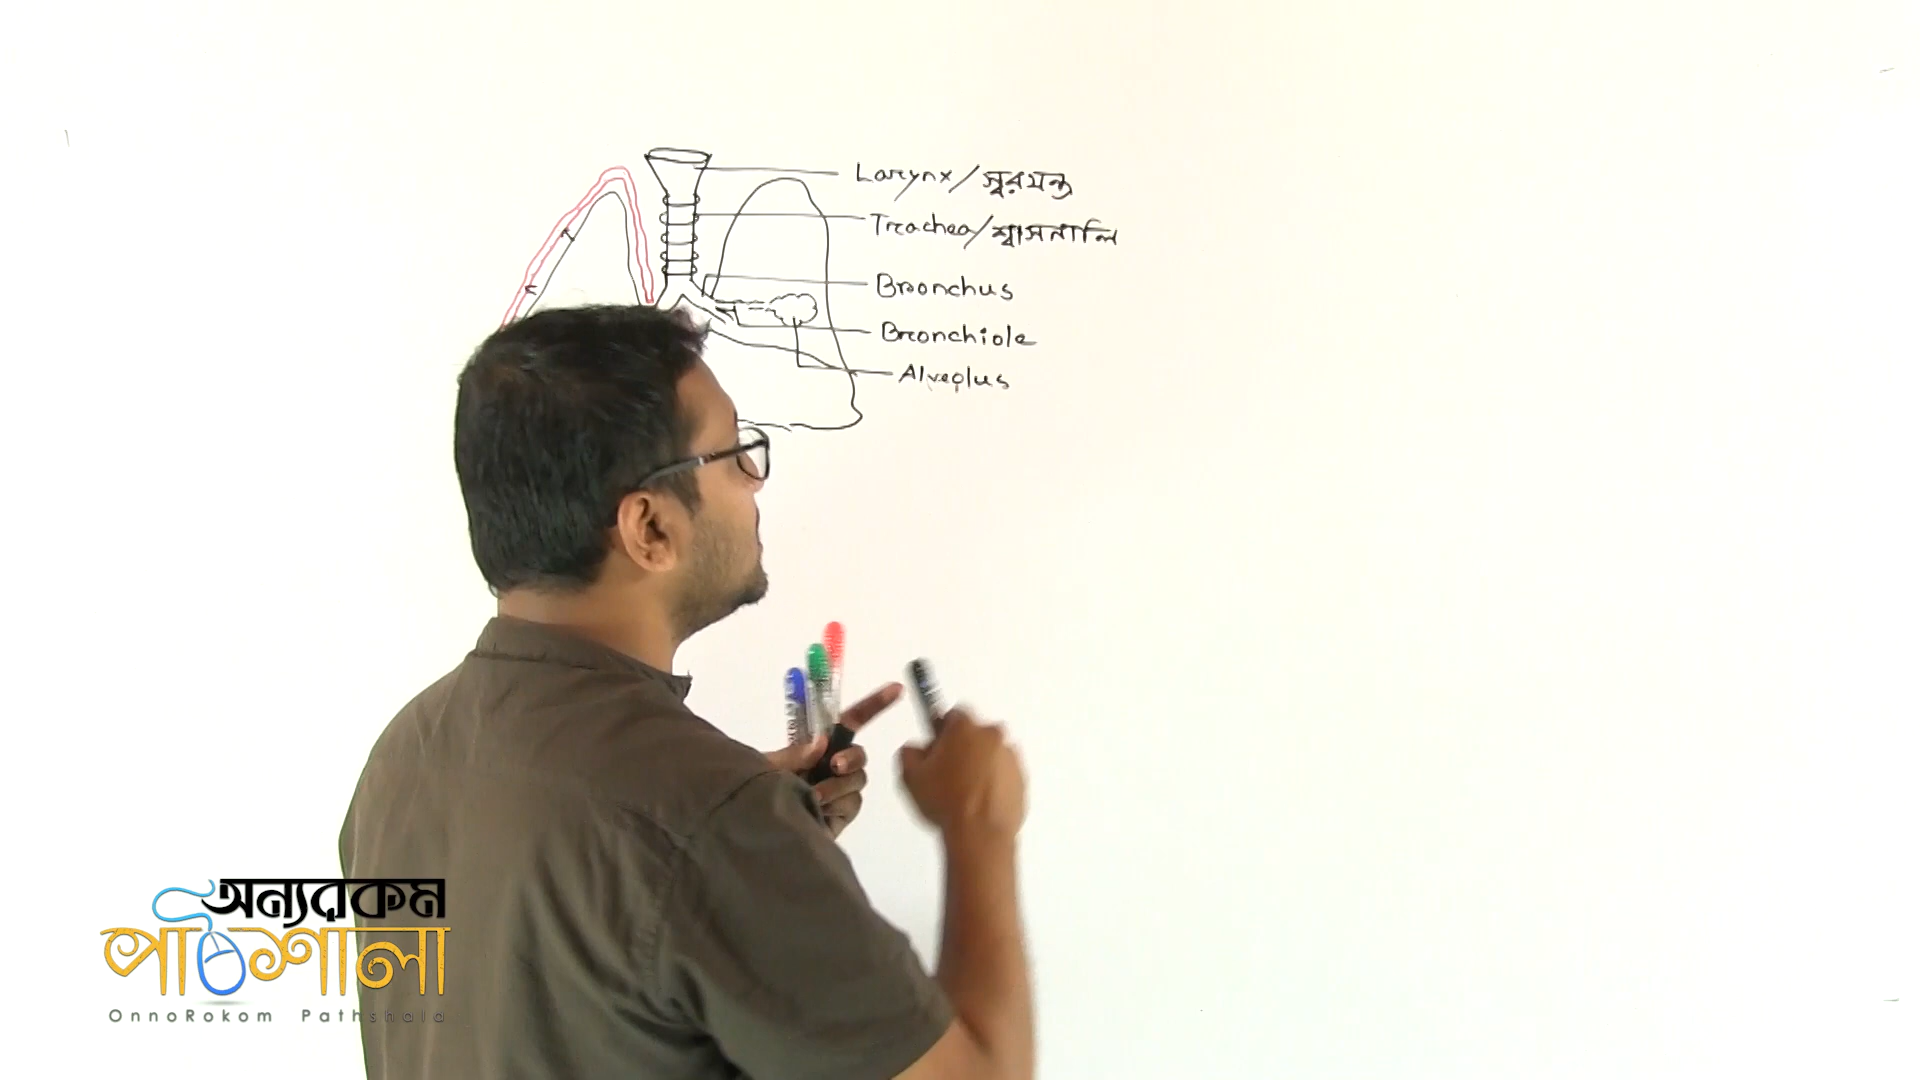 Larynx/স্বরযন্ত্র
Trachea/শ্বাসনালি
Bronchus
Bronchiole
Alveolus
অন্যরকম
পাঠশালা
OnnoRokom Pathshala